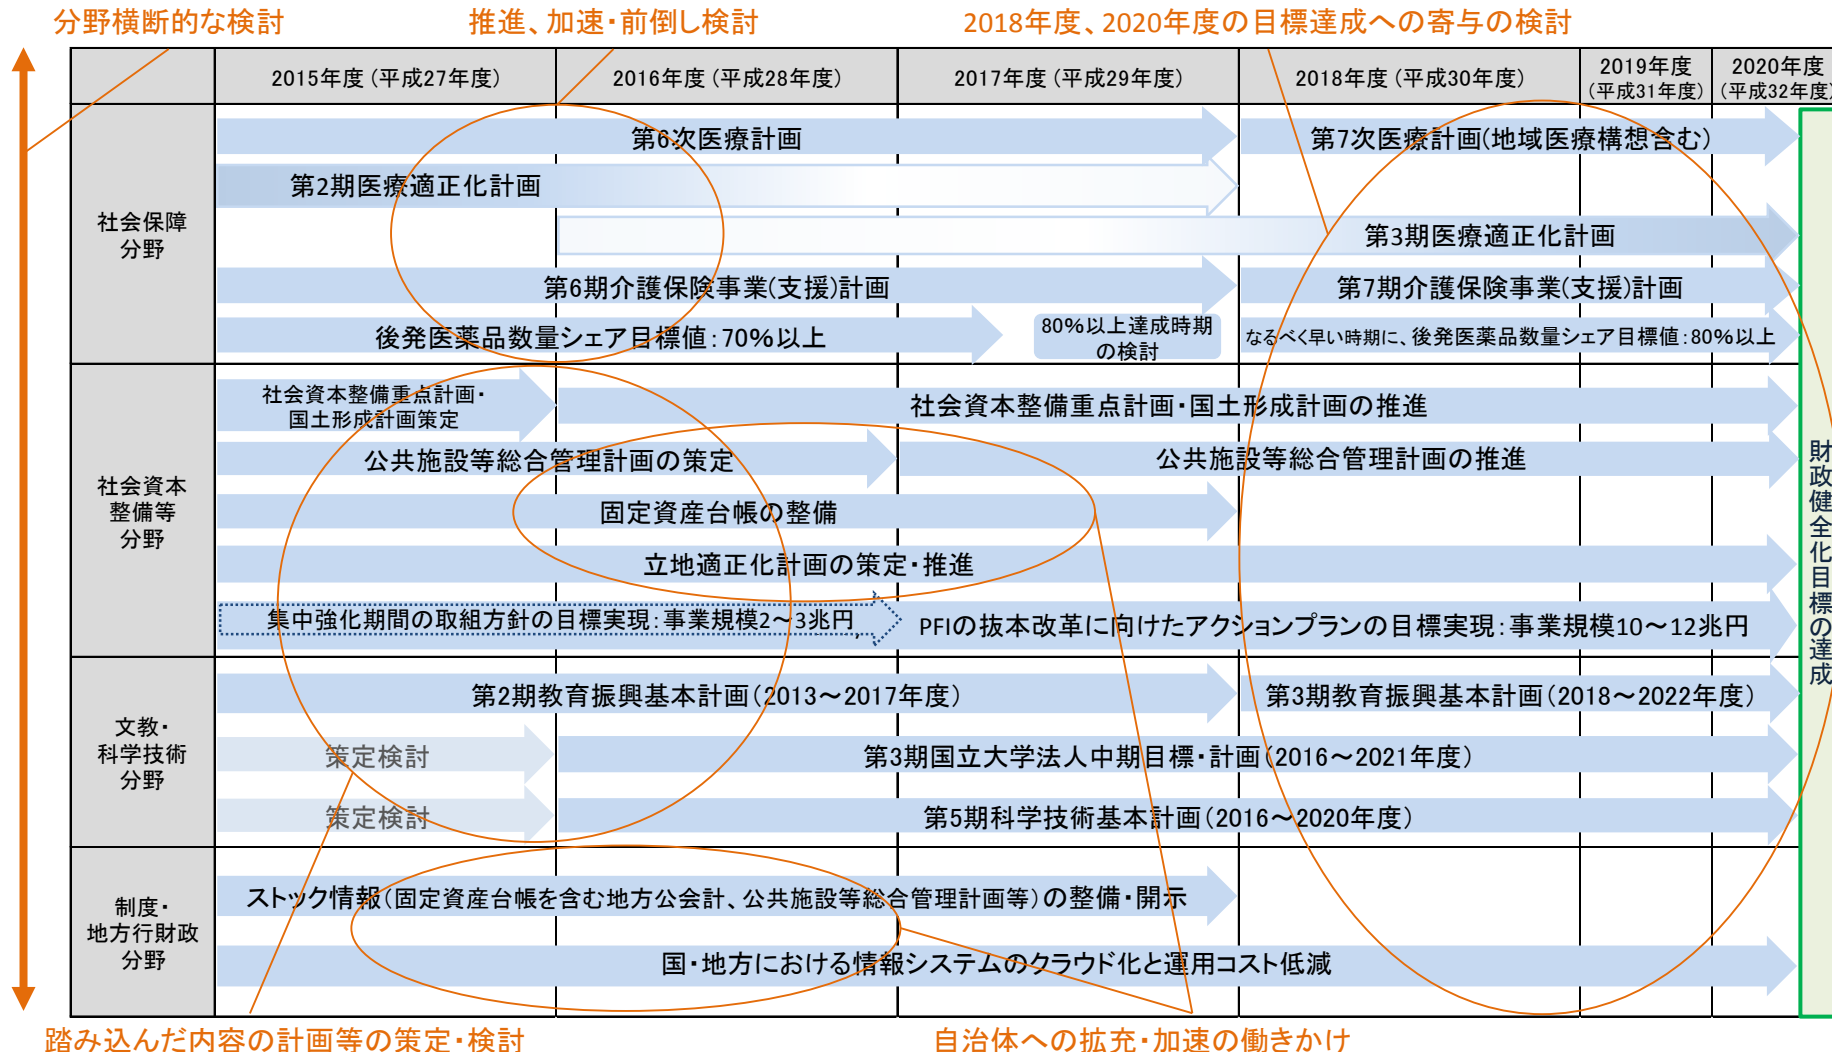 分野横断的な検討
推進、加速・前倒し検討
2018年度、2020年度の目標達成への寄与の検討
2015年度（平成27年度）
2016年度（平成28年度）
2017年度（平成29年度）
2018年度（平成30年度）
2019年度
（平成31年度）
2020年度
（平成32年度）
社会保障
分野
第6次医療計画
第7次医療計画（地域医療構想含む）
第2期医療適正化計画
第3期医療適正化計画
第6期介護保険事業（支援）計画
第7期介護保険事業（支援）計画
後発医薬品数量シェア目標値：70％以上
80％以上達成時期
の検討
なるべく早い時期に、後発医薬品数量シェア目標値：80％以上
社会資本
整備等
分野
社会資本整備重点計画・
国土形成計画策定
社会資本整備重点計画・国土形成計画の推進
公共施設等総合管理計画の策定
公共施設等総合管理計画の推進
固定資産台帳の整備
立地適正化計画の策定・推進
集中強化期間の取組方針の目標実現：事業規模2～3兆円
PFIの抜本改革に向けたアクションプランの目標実現：事業規模10～12兆円
文教・
科学技術
分野
第2期教育振興基本計画（2013～2017年度）
第3期教育振興基本計画（2018～2022年度）
策定検討
第3期国立大学法人中期目標・計画（2016～2021年度）
策定検討
第5期科学技術基本計画（2016～2020年度）
制度・
地方行財政
分野
ストック情報（固定資産台帳を含む地方公会計、公共施設等総合管理計画等）の整備・開示
国・地方における情報システムのクラウド化と運用コスト低減
財政健全化目標の達成
踏み込んだ内容の計画等の策定・検討
自治体への拡充・加速の働きかけ